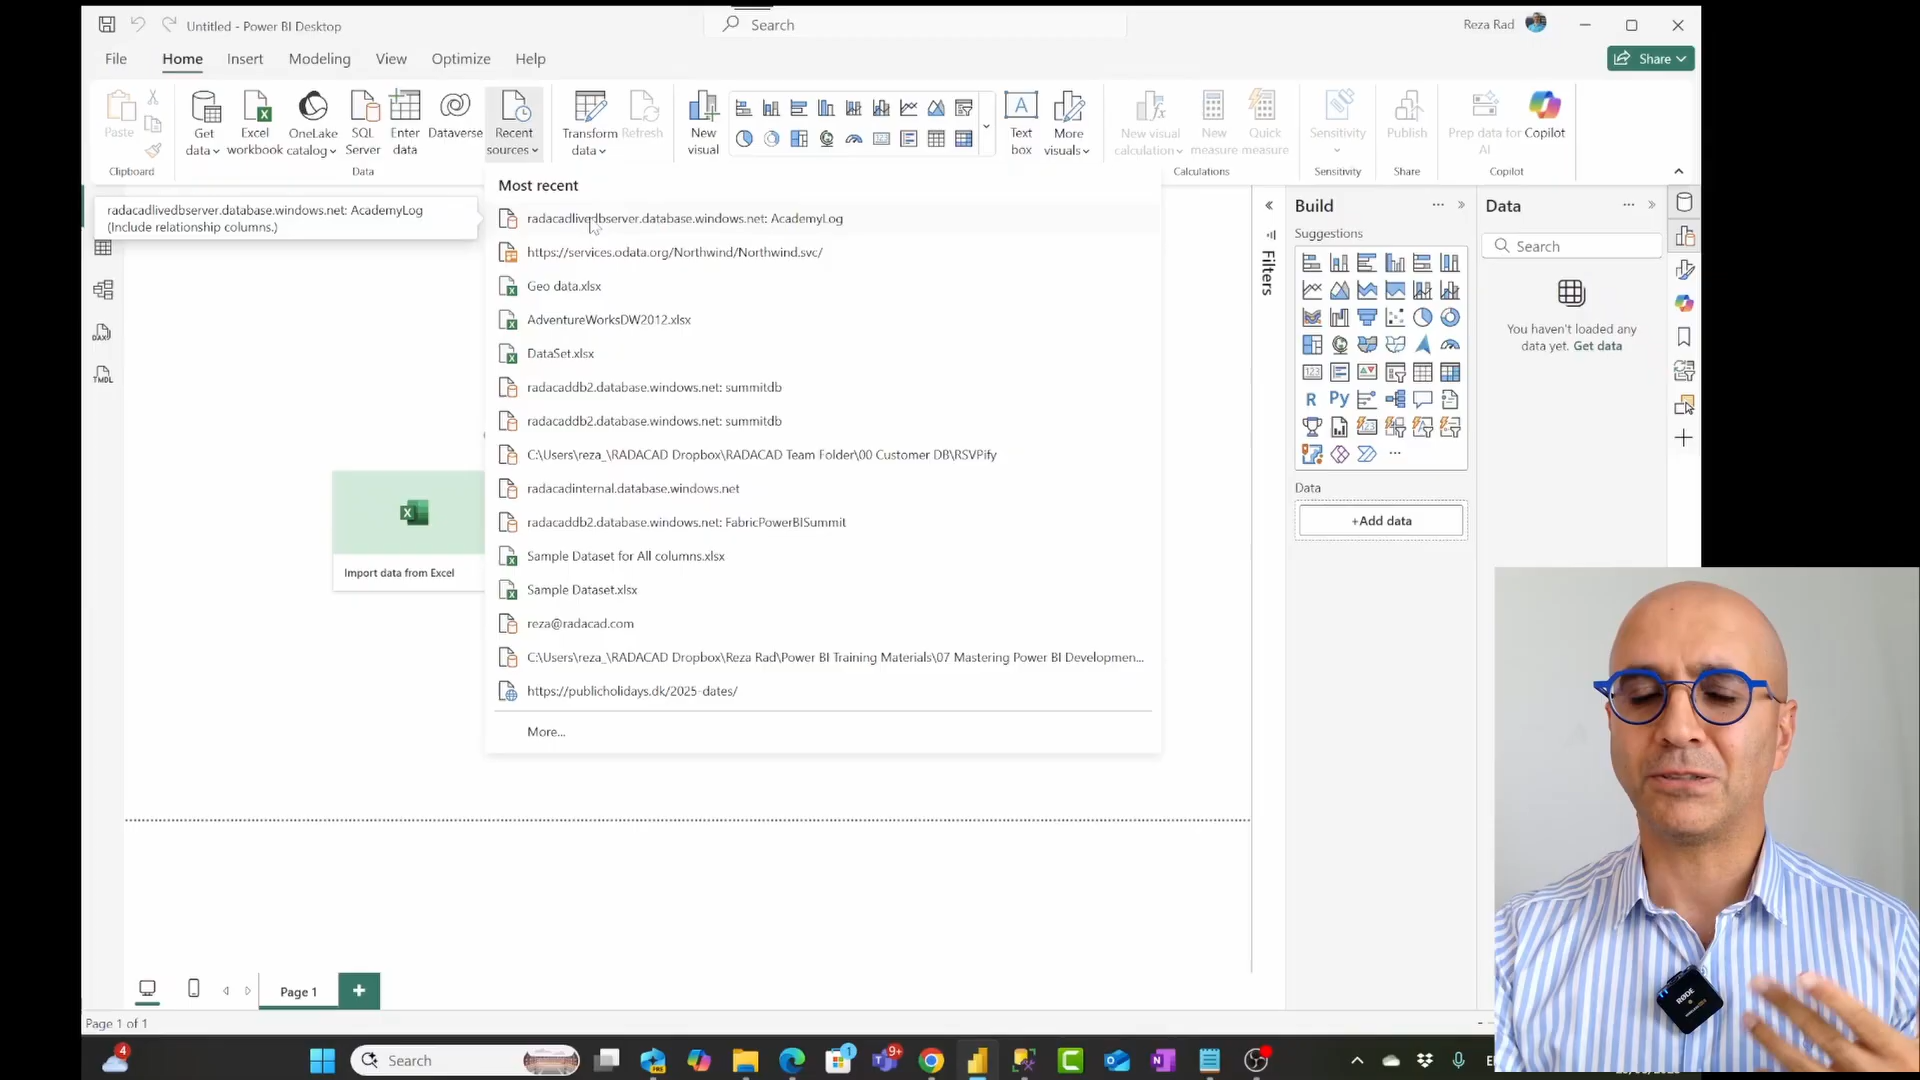 Untitled - Power BI Desktop
Search
Reza Rad
File
Home
Insert
Modeling
View
Optimize
Help
Share
Paste
Get data
Excel workbook
OneLake catalog
SQL Server
Enter data
Dataverse
Recent sources
Transform data
Refresh
New visual
Text box
More visuals
New visual calculation
New measure
Quick measure
Sensitivity
Publish
Prep data for AI
Copilot
Clipboard
Data
Calculations
Sensitivity
Share
Copilot
Most recent
radacadlivedbserver.database.windows.net: AcademyLog
(Include relationship columns.)
radacadlivedbserver.database.windows.net: AcademyLog
https://services.odata.org/Northwind/Northwind.svc/
Geo data.xlsx
AdventureWorksDW2012.xlsx
DataSet.xlsx
radacaddb2.database.windows.net: summitdb
radacaddb2.database.windows.net: summitdb
C:\Users\reza_\RADACAD Dropbox\RADACAD Team Folder\00 Customer DB\RSVPify
radacadinternal.database.windows.net
radacaddb2.database.windows.net: FabricPowerBISummit
Sample Dataset for All columns.xlsx
Sample Dataset.xlsx
reza@radacad.com
C:\Users\reza_\RADACAD Dropbox\Reza Rad\Power BI Training Materials\07 Mastering Power BI Developmen...
https://publicholidays.dk/2025-dates/
More...
DAX
TMDL
Import data from Excel
Filters
Build
Suggestions
123
R
Py
Data
+Add data
Data
Search
You haven't loaded any
data yet. Get data
RØDE
Page 1
Page 1 of 1
4
Search
PRE
1
9+